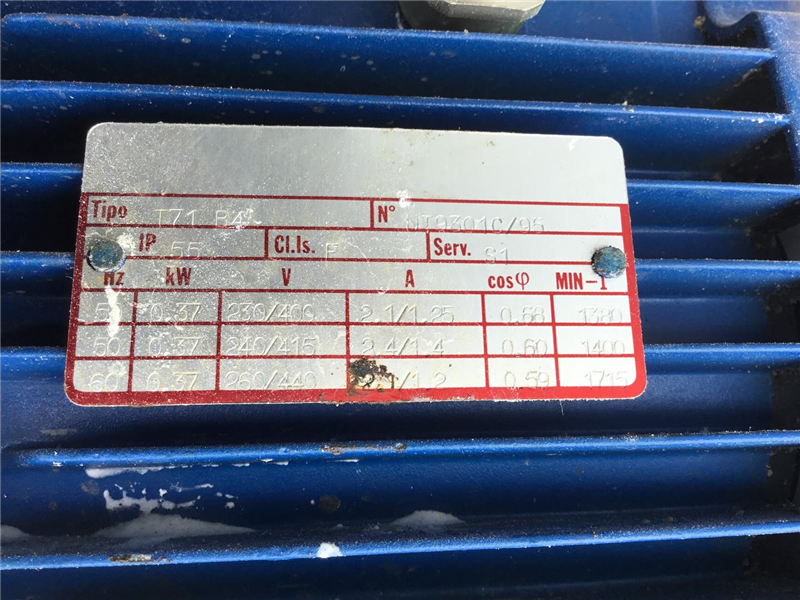 Tipo T71 B4 N° NT9301C/95
IP 55 Cl.Is. F Serv. S1
Hz kW V A cosφ MIN-1
50 0.37 230/400 2.1/1.25 0.68 1380
50 0.37 240/415 2.4/1.4 0.60 1400
60 0.37 260/440 /1.2 0.59 1715